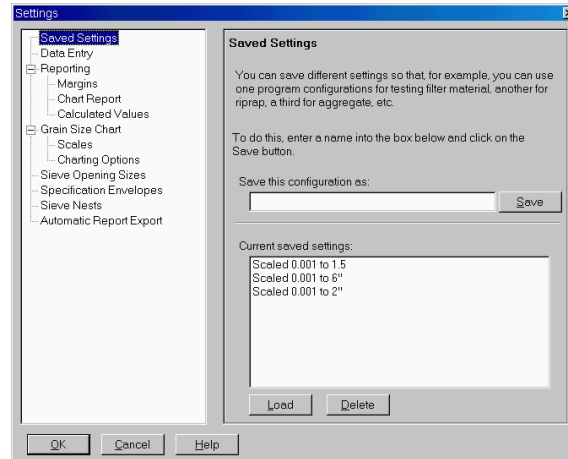 Settings
Saved Settings
Data Entry
Reporting
Margins
Chart Report
Calculated Values
Grain Size Chart
Scales
Charting Options
Sieve Opening Sizes
Specification Envelopes
Sieve Nests
Automatic Report Export
Saved Settings
You can save different settings so that, for example, you can use
one program configurations for testing filter material, another for
riprap, a third for aggregate, etc.
To do this, enter a name into the box below and click on the
Save button.
Save this configuration as:
Save
Current saved settings:
Scaled 0.001 to 1.5
Scaled 0.001 to 6"
Scaled 0.001 to 2"
Load
Delete
OK
Cancel
Help